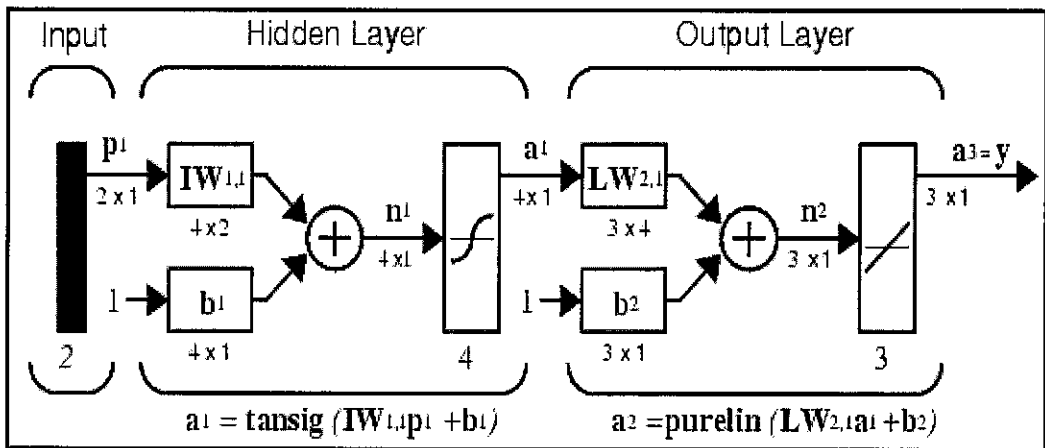 Input Hidden Layer Output Layer
p1 a1 a3 = y
IW1,1 LW2,1
2 x 1 4 x 1 3 x 1
4 x 2 n1 3 x 4 n2
4 x 1 3 x 1
1 b1 1 b2
2 4 x 1 4 3 x 1 3
a1 = tansig (IW1,1p1 +b1) a2 =purelin (LW2,1a1 +b2)